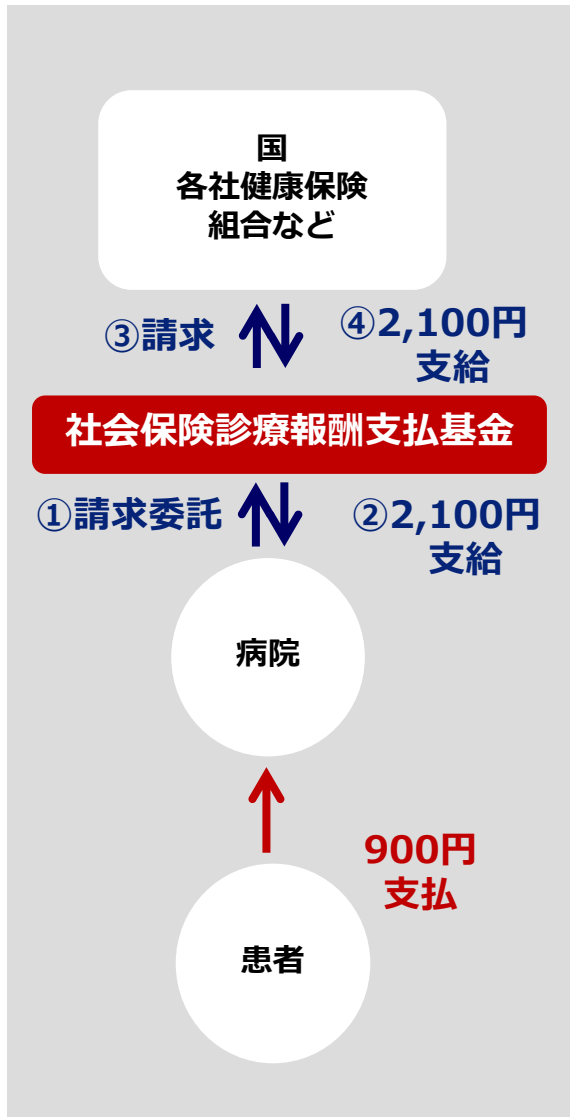 国
各社健康保険
組合など
③請求
④2,100円
支給
社会保険診療報酬支払基金
①請求委託
②2,100円
支給
病院
900円
支払
患者